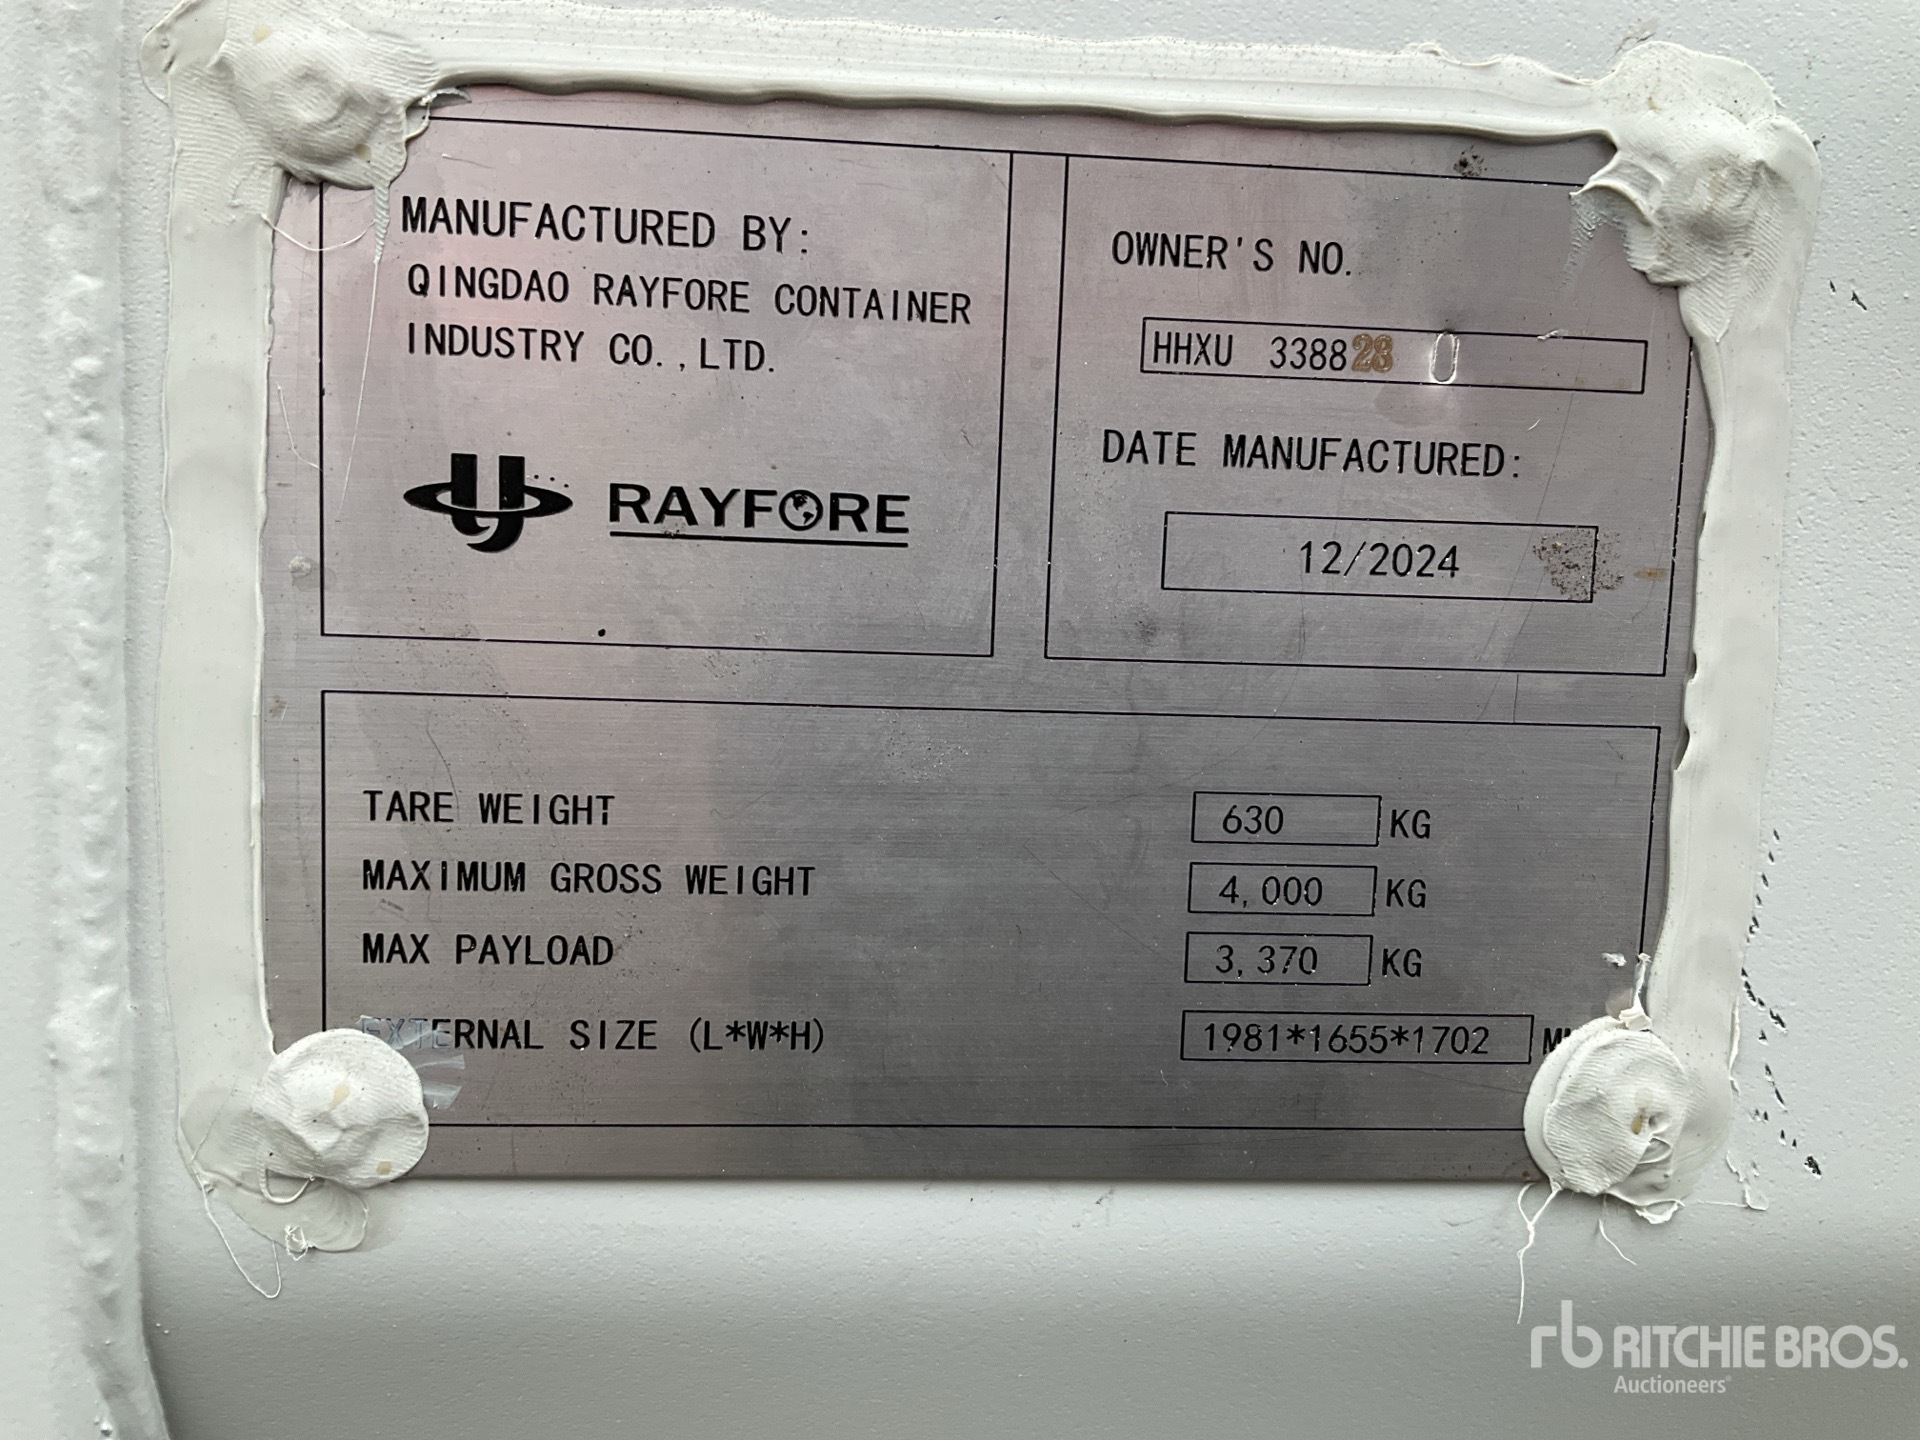 MANUFACTURED BY:
QINGDAO RAYFORE CONTAINER
INDUSTRY CO.,LTD.
RAYFORE
OWNER'S NO.
HHXU 338828 0
DATE MANUFACTURED:
12/2024
TARE WEIGHT 630 KG
MAXIMUM GROSS WEIGHT 4,000 KG
MAX PAYLOAD 3,370 KG
EXTERNAL SIZE (L*W*H) 1981*1655*1702
rb RITCHIE BROS.
Auctioneers